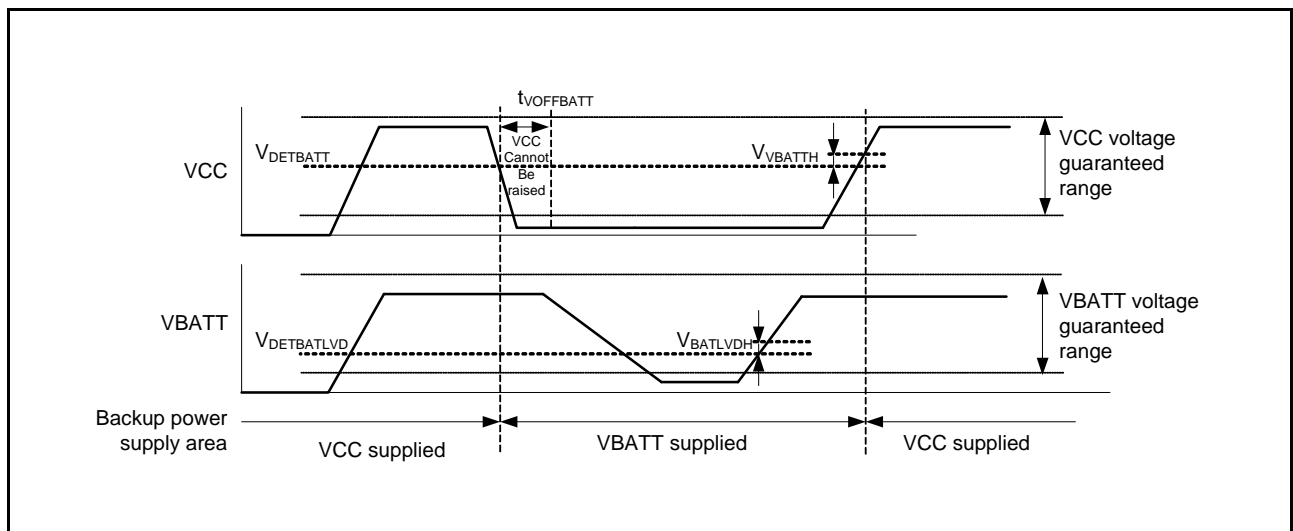 tVOFFBATT
VCC
VDETBATT
VCC
Cannot
Be
raised
VVBATTH
VCC voltage
guaranteed
range
VBATT
VDETBATLVD
VBATLVDH
VBATT voltage
guaranteed
range
Backup power
supply area
VCC supplied
VBATT supplied
VCC supplied